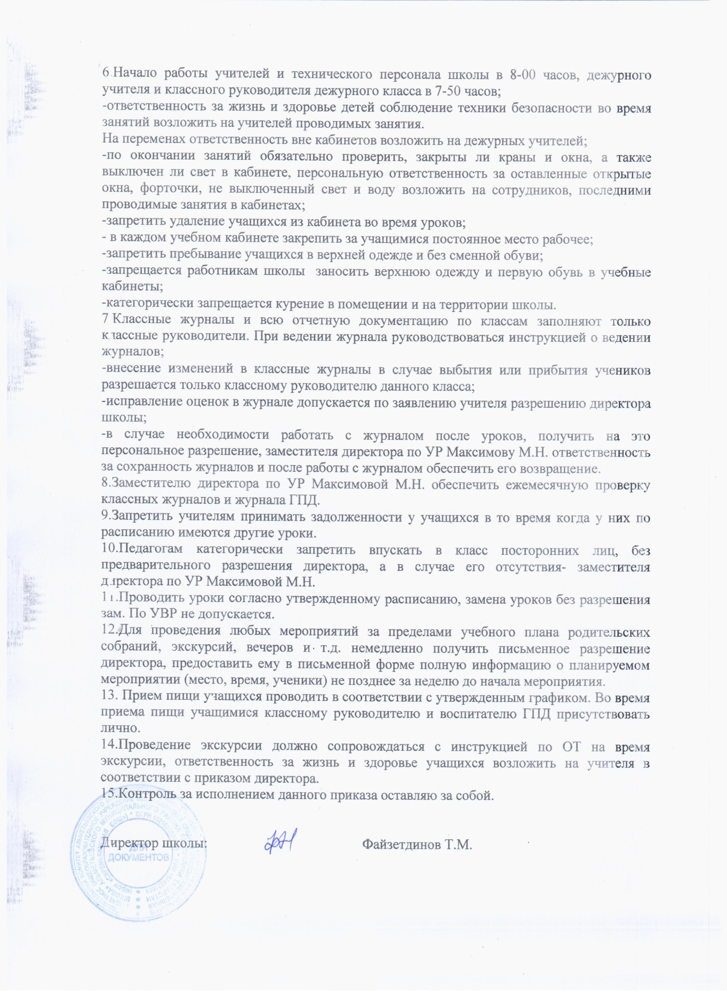 6.Начало работы учителей и технического персонала школы в 8-00 часов, дежурного
учителя и классного руководителя дежурного класса в 7-50 часов;
-ответственность за жизнь и здоровье детей соблюдение техники безопасности во время
занятий возложить на учителей проводимых занятия.
На переменах ответственность вне кабинетов возложить на дежурных учителей;
-по окончании занятий обязательно проверить, закрыты ли краны и окна, а также
выключен ли свет в кабинете, персональную ответственность за оставленные открытые
окна, форточки, не выключенный свет и воду возложить на сотрудников, последними
проводимые занятия в кабинетах;
-запретить удаление учащихся из кабинета во время уроков;
- в каждом учебном кабинете закрепить за учащимися постоянное место рабочее;
-запретить пребывание учащихся в верхней одежде и без сменной обуви;
-запрещается работникам школы заносить верхнюю одежду и первую обувь в учебные
кабинеты;
-категорически запрещается курение в помещении и на территории школы.
7 Классные журналы и всю отчетную документацию по классам заполняют только
классные руководители. При ведении журнала руководствоваться инструкцией о ведении
журналов;
-внесение изменений в классные журналы в случае выбытия или прибытия учеников
разрешается только классному руководителю данного класса;
-исправление оценок в журнале допускается по заявлению учителя разрешению директора
школы;
-в случае необходимости работать с журналом после уроков, получить на это
персональное разрешение, заместителя директора по УР Максимову М.Н. ответственность
за сохранность журналов и после работы с журналом обеспечить его возвращение.
8.Заместителю директора по УР Максимовой М.Н. обеспечить ежемесячную проверку
классных журналов и журнала ГПД.
9.Запретить учителям принимать задолженности у учащихся в то время когда у них по
расписанию имеются другие уроки.
10.Педагогам категорически запретить впускать в класс посторонних лиц, без
предварительного разрешения директора, а в случае его отсутствия- заместителя
директора по УР Максимовой М.Н.
11.Проводить уроки согласно утвержденному расписанию, замена уроков без разрешения
зам. По УВР не допускается.
12.Для проведения любых мероприятий за пределами учебного плана родительских
собраний, экскурсий, вечеров и т.д. немедленно получить письменное разрешение
директора, предоставить ему в письменной форме полную информацию о планируемом
мероприятии (место, время, ученики) не позднее за неделю до начала мероприятия.
13. Прием пищи учащихся проводить в соответствии с утвержденным графиком. Во время
приема пищи учащимися классному руководителю и воспитателю ГПД присутствовать
лично.
14.Проведение экскурсии должно сопровождаться с инструкцией по ОТ на время
экскурсии, ответственность за жизнь и здоровье учащихся возложить на учителя в
соответствии с приказом директора.
15.Контроль за исполнением данного приказа оставляю за собой.
Директор школы: Файзетдинов Т.М.
ДЛЯ
ДОКУМЕНТОВ